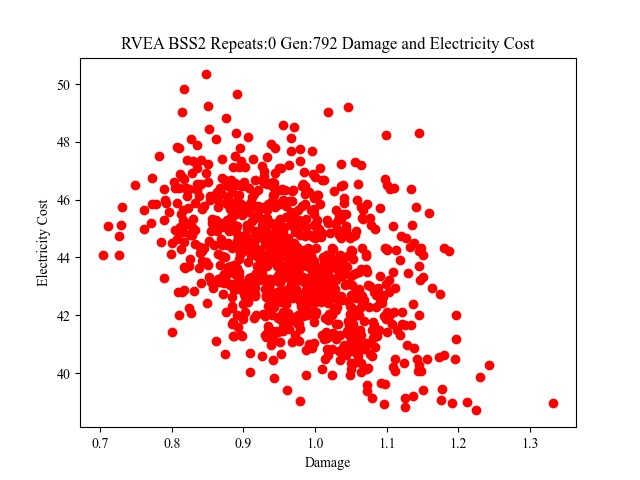 RVEA BSS2 Repeats:0 Gen:792 Damage and Electricity Cost
50
48
46
44
42
40
Electricity Cost
0.7 0.8 0.9 1.0 1.1 1.2 1.3
Damage